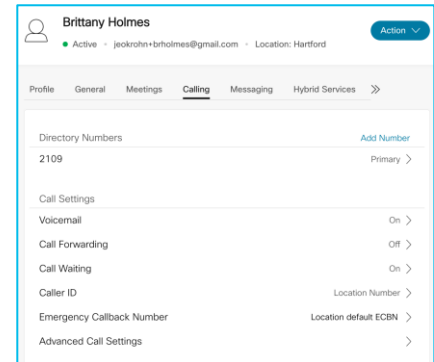 Brittany Holmes
Active - jeokrohn+brholmes@gmail.com - Location: Hartford
Action
Profile General Meetings Calling Messaging Hybrid Services
Directory Numbers Add Number
2109 Primary
Call Settings
Voicemail On
Call Forwarding Off
Call Waiting On
Caller ID Location Number
Emergency Callback Number Location default ECBN
Advanced Call Settings